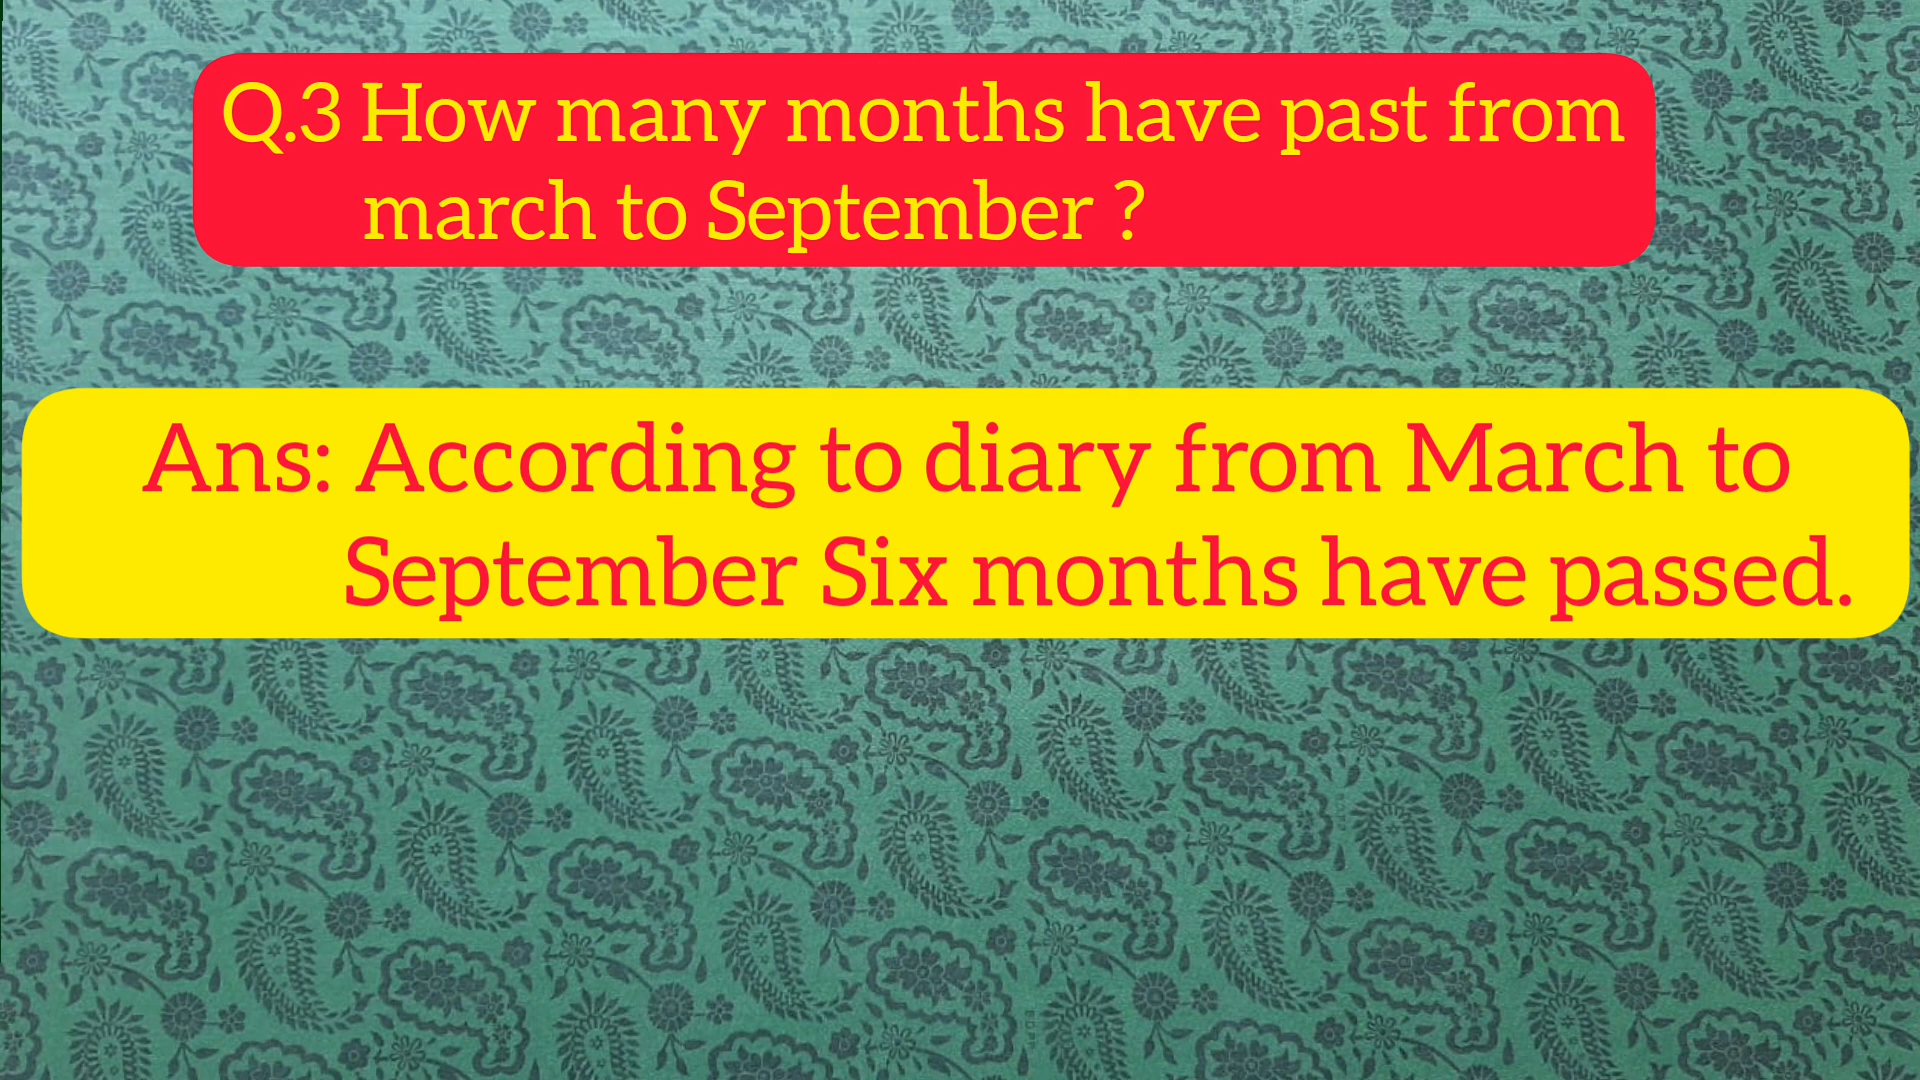 Q.3 How many months have past from
march to September ?
Ans: According to diary from March to
September Six months have passed.